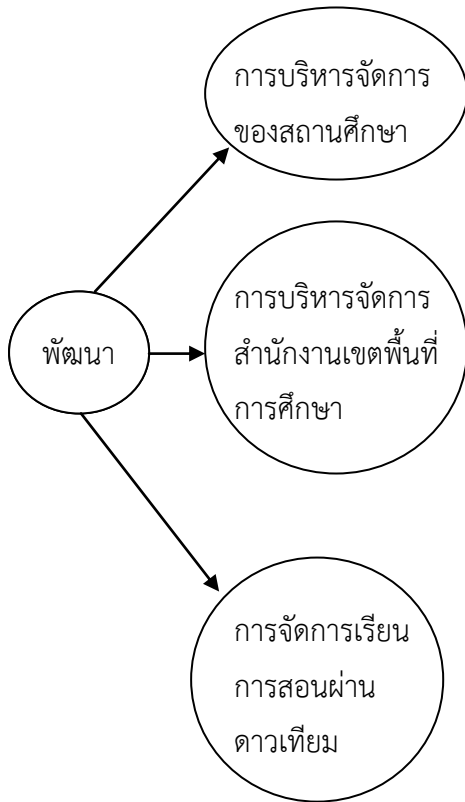 การบริหารจัดการ
ของสถานศึกษา
การบริหารจัดการ
สำนักงานเขตพื้นที่
การศึกษา
พัฒนา
การจัดการเรียน
การสอนผ่าน
ดาวเทียม